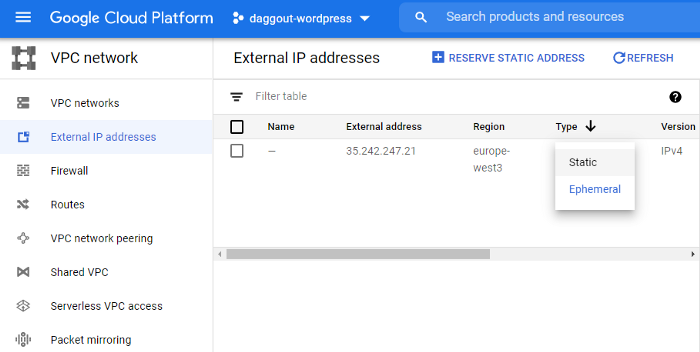 Google Cloud Platform
daggout-wordpress
Search products and resources
VPC network
External IP addresses
RESERVE STATIC ADDRESS
REFRESH
VPC networks
External IP addresses
Firewall
Routes
VPC network peering
Shared VPC
Serverless VPC access
Packet mirroring
Filter table
Name External address Region Type Version
— 35.242.247.21 europe-
west3 IPv4
Static
Ephemeral